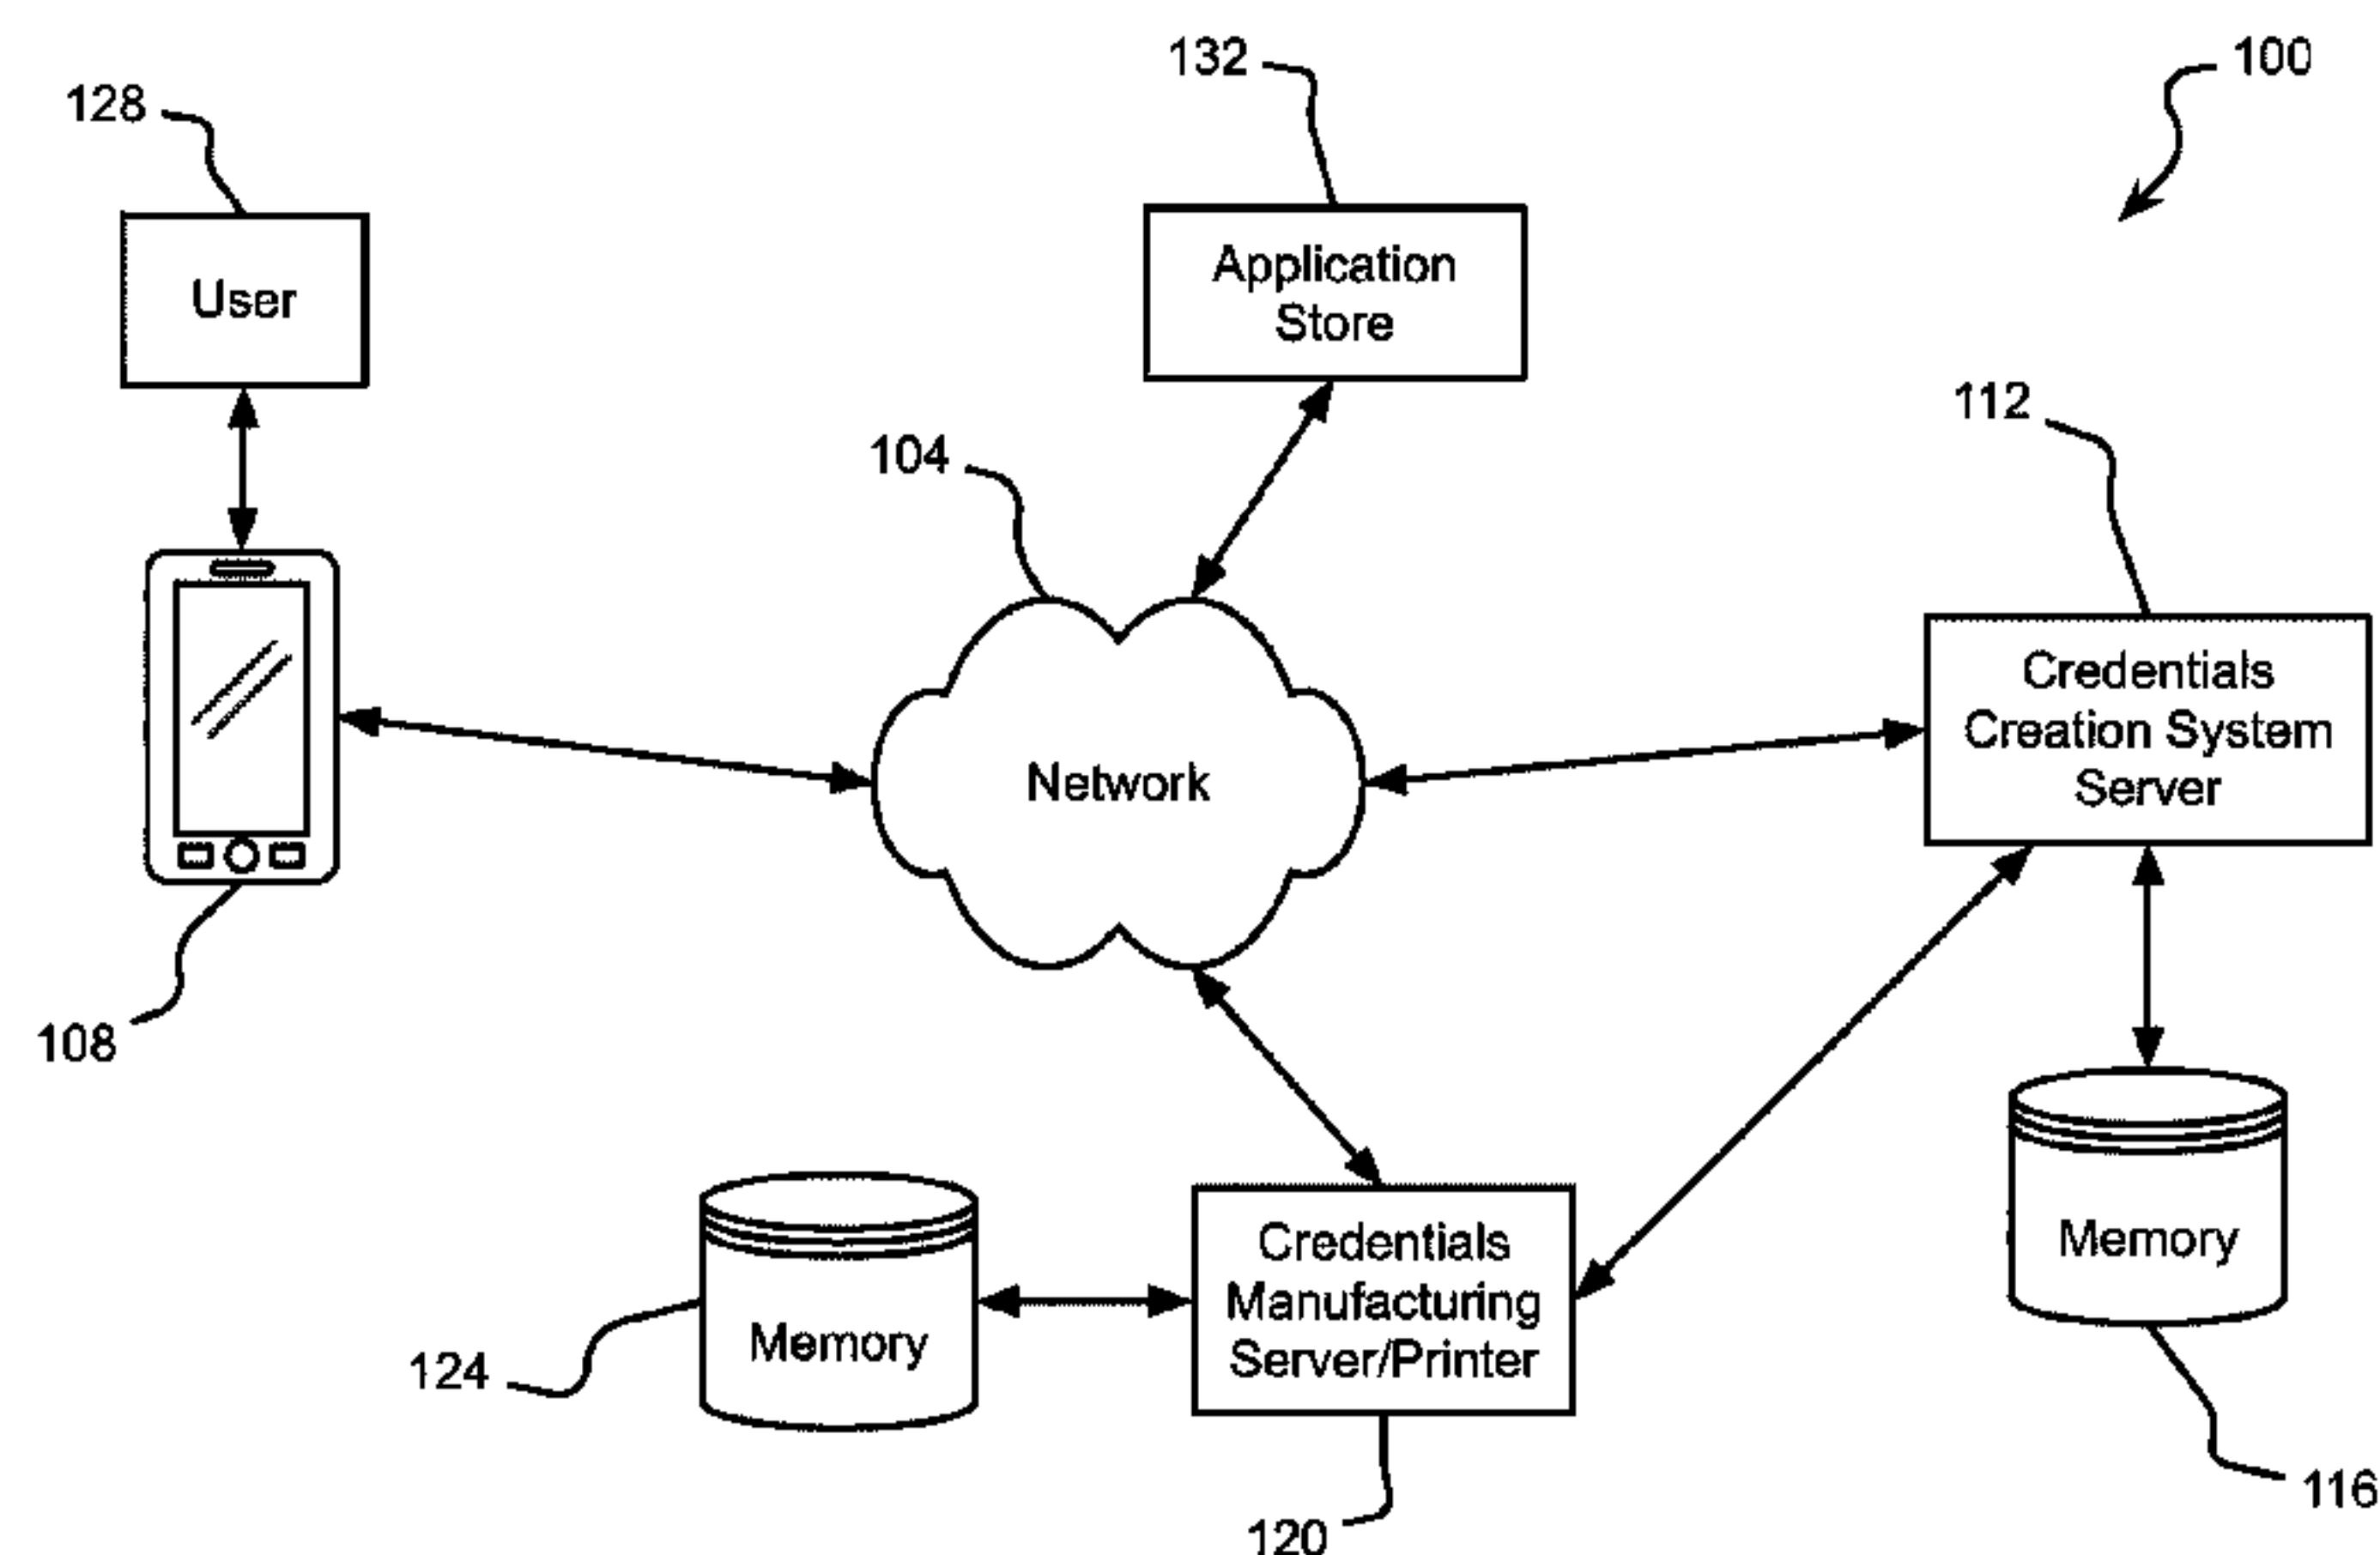 132
100
128
Application
Store
User
112
104
Credentials
Creation System
Server
Network
108
Credentials
Manufacturing
Server/Printer
Memory
Memory
124
116
120